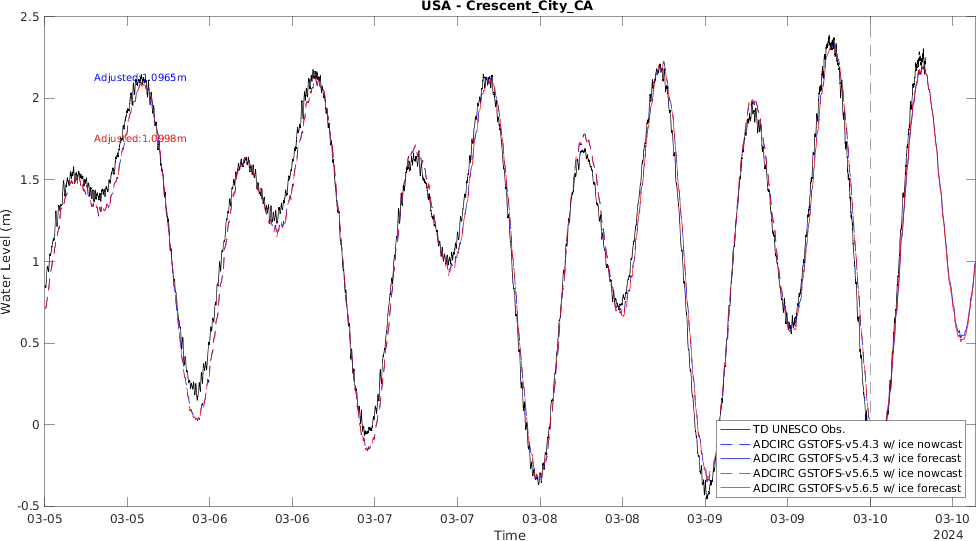 USA - Crescent_City_CA
2.5
2
1.5
1
0.5
0
-0.5
Water Level (m)
Adjusted:1.0965m
Adjusted:1.0998m
TD UNESCO Obs.
ADCIRC GSTOFS-v5.4.3 w/ ice nowcast
ADCIRC GSTOFS-v5.4.3 w/ ice forecast
ADCIRC GSTOFS-v5.6.5 w/ ice nowcast
ADCIRC GSTOFS-v5.6.5 w/ ice forecast
03-05 03-05 03-06 03-06 03-07 03-07 03-08 03-08 03-09 03-09 03-10 03-10
Time
2024